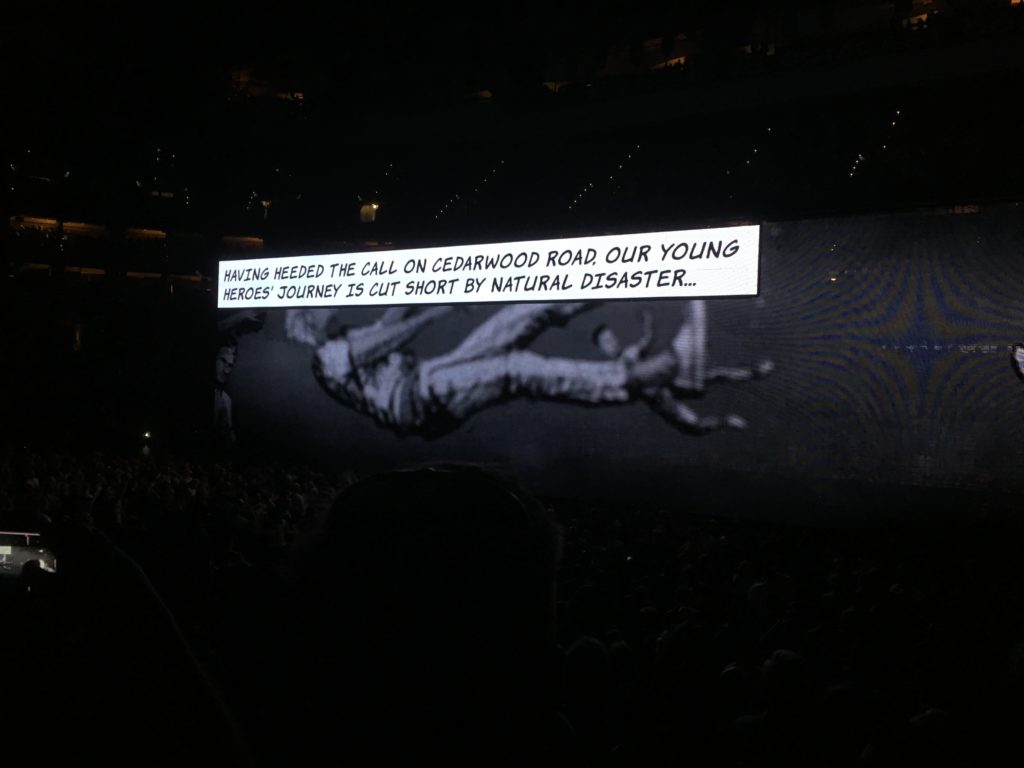 HAVING HEEDED THE CALL ON CEDARWOOD ROAD, OUR YOUNG
HEROES' JOURNEY IS CUT SHORT BY NATURAL DISASTER...